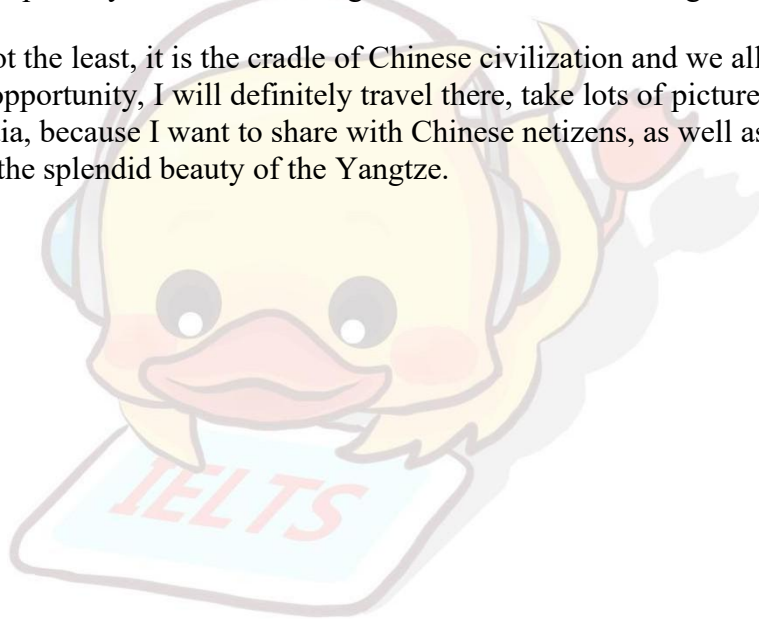 ot the least, it is the cradle of Chinese civilization and we all
opportunity, I will definitely travel there, take lots of picture
ia, because I want to share with Chinese netizens, as well as
the splendid beauty of the Yangtze.
IELTS